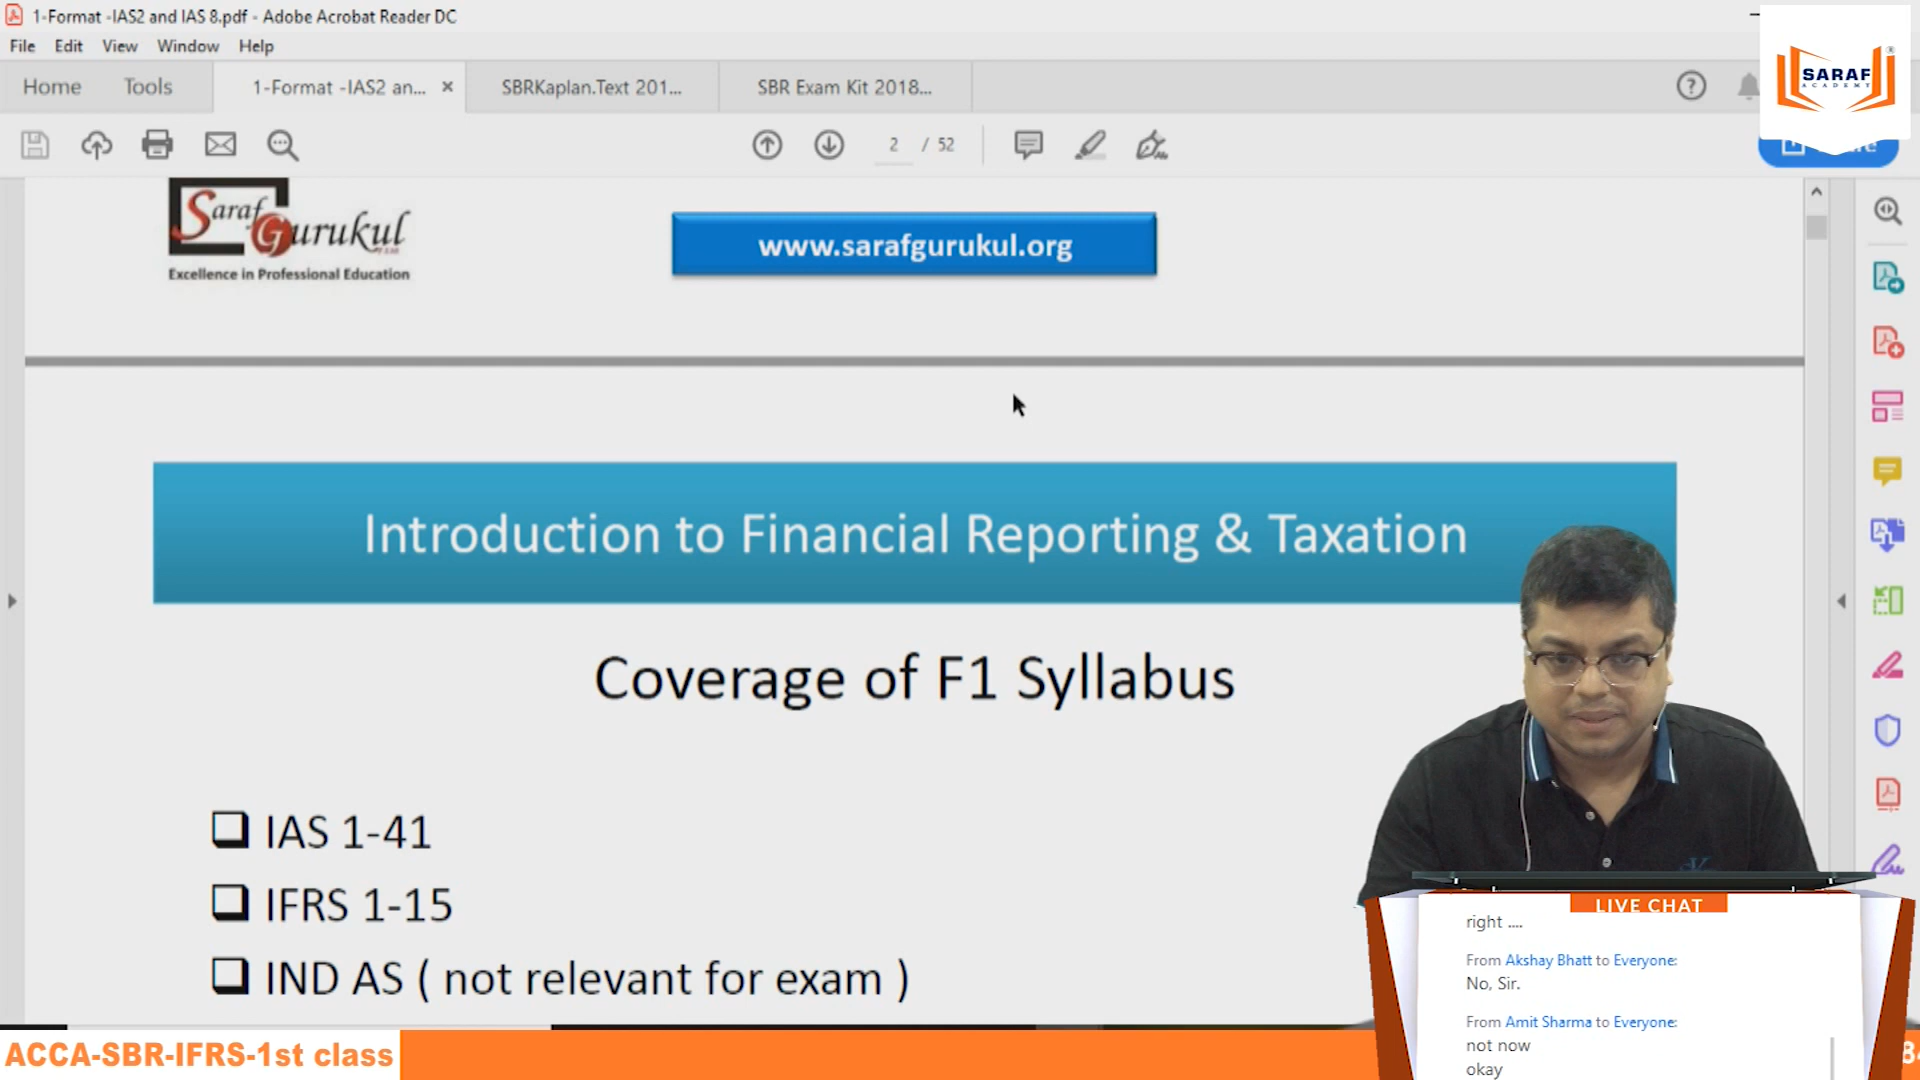 1-Format -IAS2 and IAS 8.pdf - Adobe Acrobat Reader DC
File Edit View Window Help
Home Tools 1-Format -IAS2 an... × SBRKaplan.Text 201... SBR Exam Kit 2018...
SARAF
ACADEMY
2 / 52
Saraf Gurukul
Excellence in Professional Education
www.sarafgurukul.org
Introduction to Financial Reporting & Taxation
Coverage of F1 Syllabus
IAS 1-41
IFRS 1-15
IND AS ( not relevant for exam )
LIVE CHAT
right ....
From Akshay Bhatt to Everyone:
No, Sir.
From Amit Sharma to Everyone:
not now
okay
ACCA-SBR-IFRS-1st class